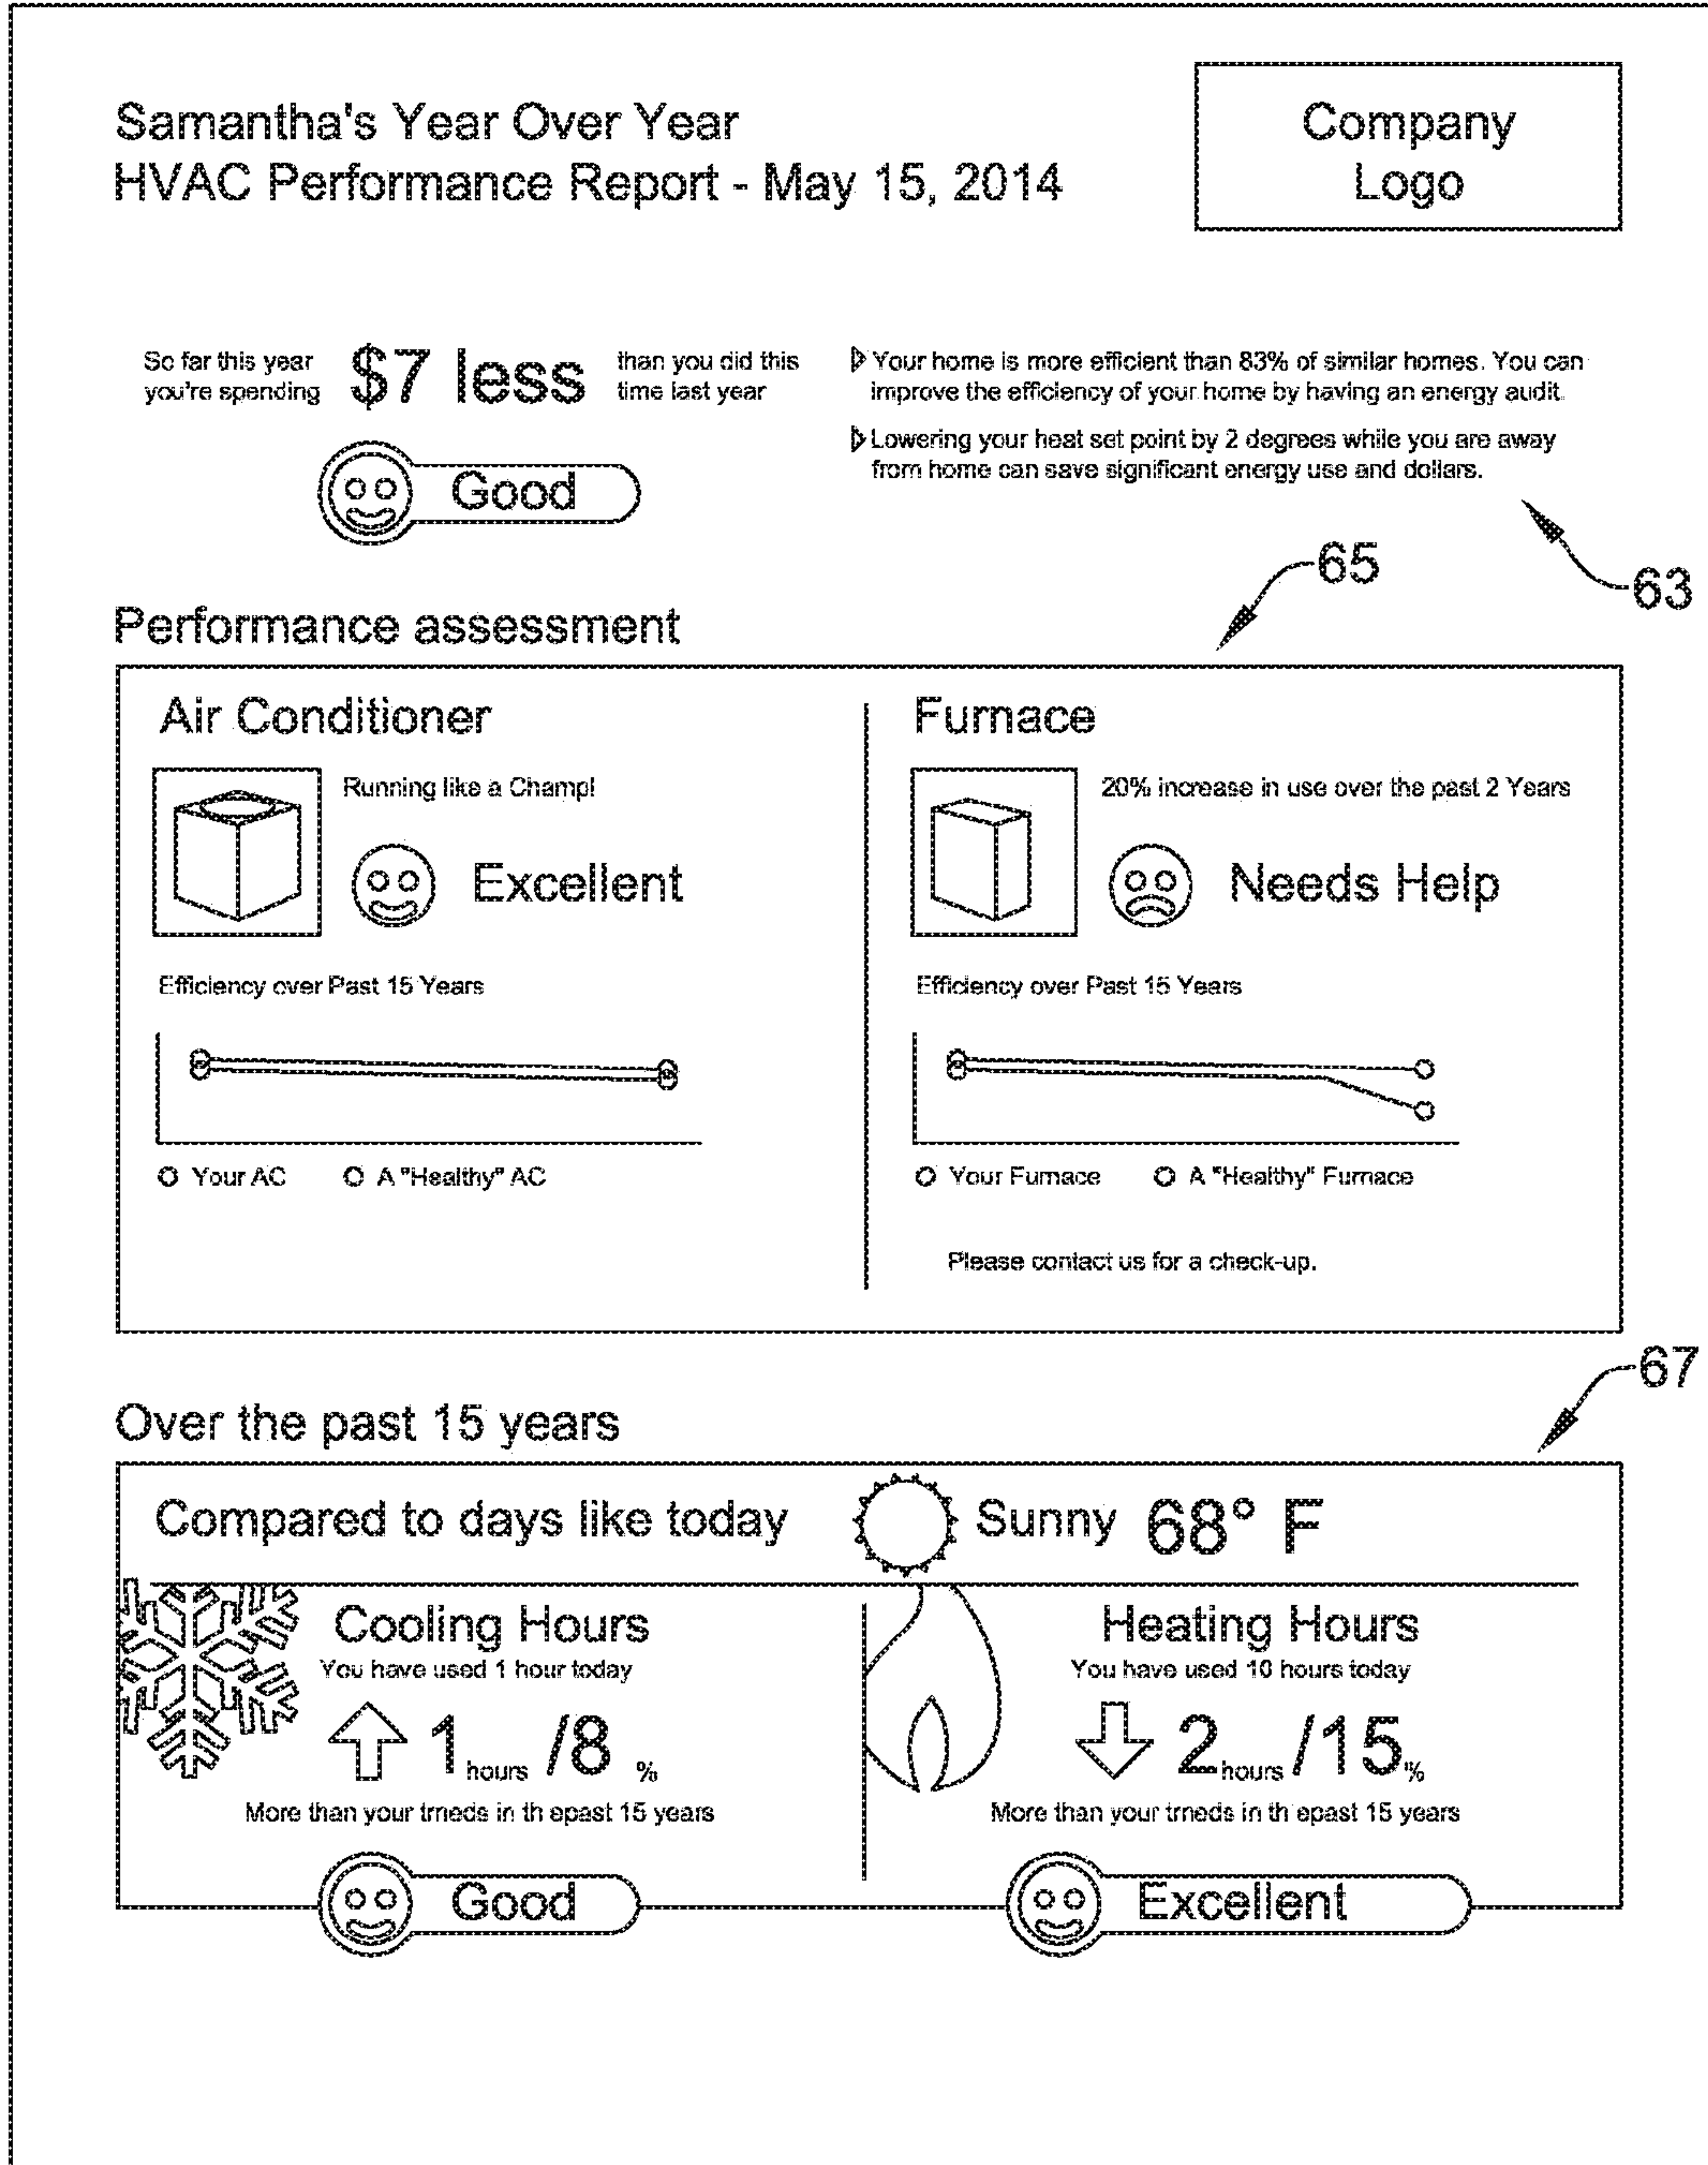 Samantha's Year Over Year
HVAC Performance Report - May 15, 2014
Company
Logo
So far this year
you're spending
$7 less
than you did this
time last year
Good
Your home is more efficient than 83% of similar homes. You can
improve the efficiency of your home by having an energy audit.
Lowering your heat set point by 2 degrees while you are away
from home can save significant energy use and dollars.
65
63
Performance assessment
Air Conditioner
Running like a Champ!
Excellent
Efficiency over Past 15 Years
Your AC
A "Healthy" AC
Furnace
20% increase in use over the past 2 Years
Needs Help
Efficiency over Past 15 Years
Your Furnace
A "Healthy" Furnace
Please contact us for a check-up.
67
Over the past 15 years
Compared to days like today
Sunny 68° F
Cooling Hours
You have used 1 hour today
1 hours /8 %
More than your trneds in th epast 15 years
Good
Heating Hours
You have used 10 hours today
2 hours /15 %
More than your trneds in th epast 15 years
Excellent